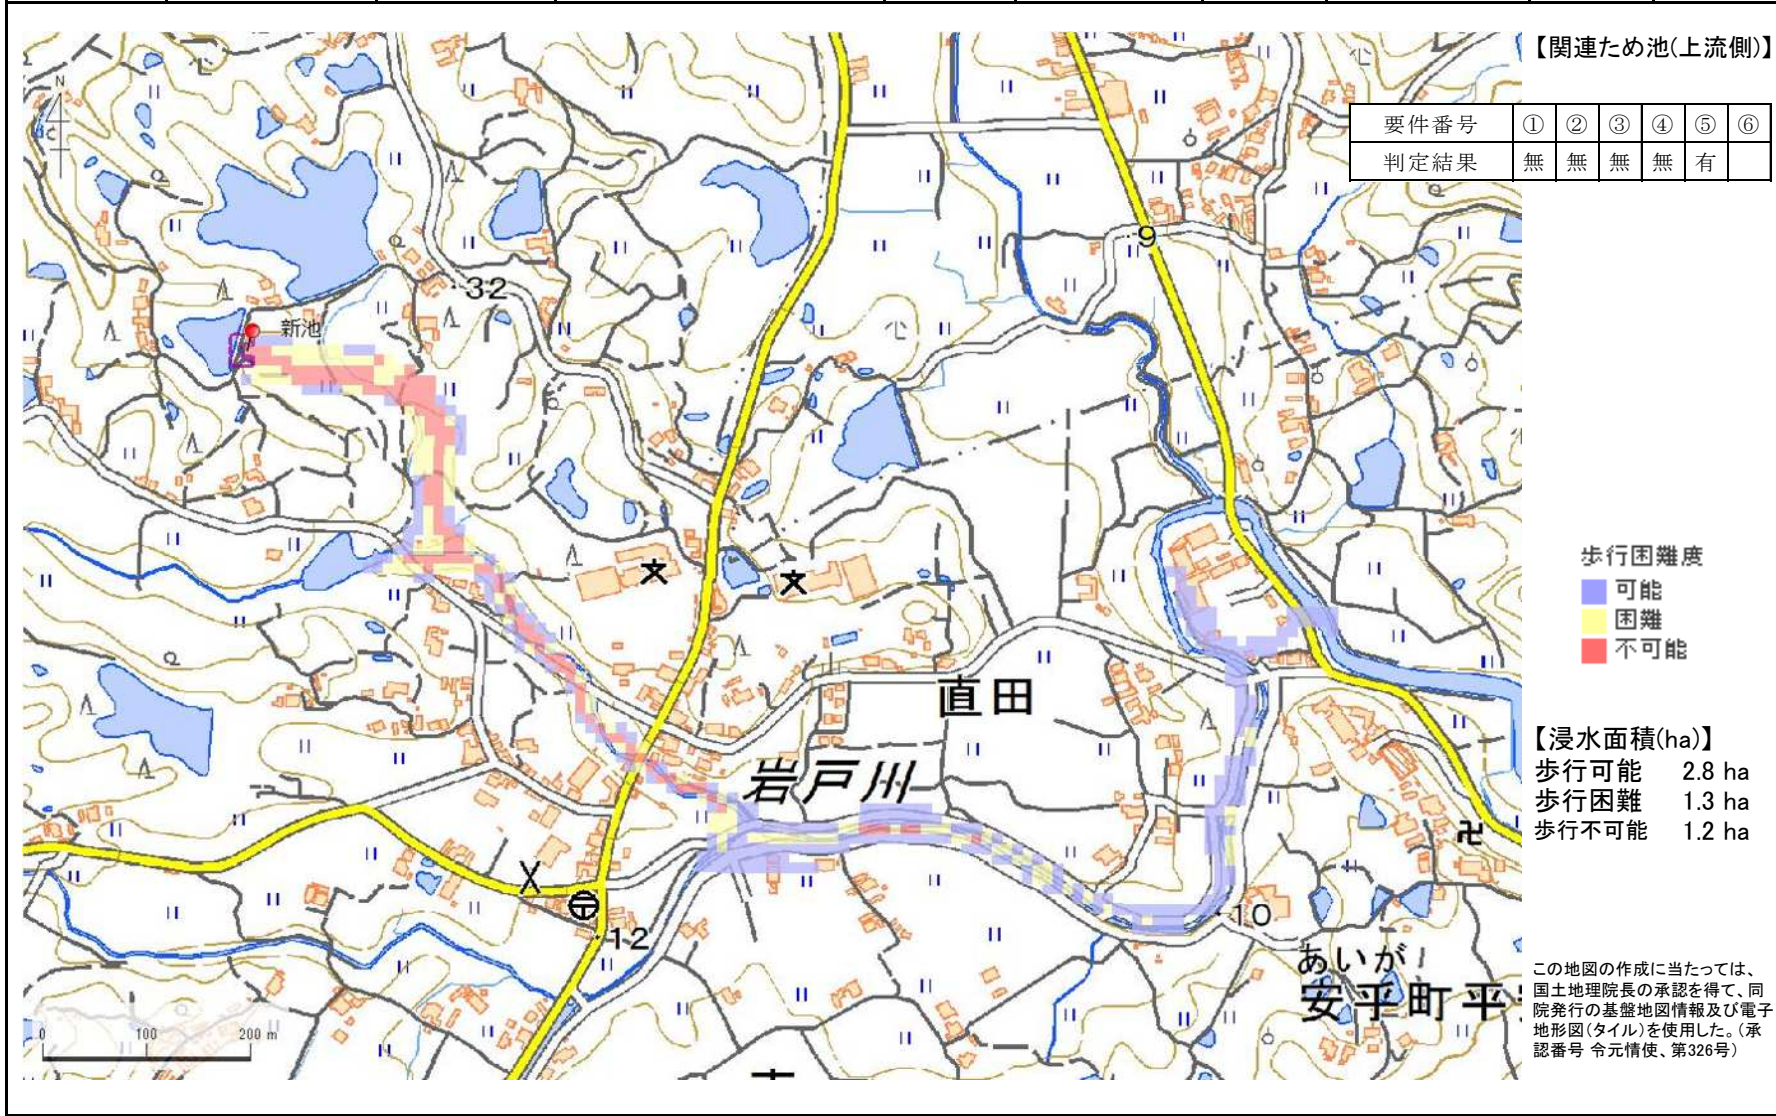 【関連ため池(上流側)】
要件番号 ① ② ③ ④ ⑤ ⑥
判定結果 無 無 無 無 有
N
9
32
新池
直田
岩戸川
12
10
あいが
安乎町平
0 100 200 m
歩行困難度
可能
困難
不可能
【浸水面積(ha)】
歩行可能 2.8 ha
歩行困難 1.3 ha
歩行不可能 1.2 ha
この地図の作成に当たっては、
国土地理院長の承認を得て、同
院発行の基盤地図情報及び電子
地形図(タイル)を使用した。(承
認番号 令元情使、第326号)